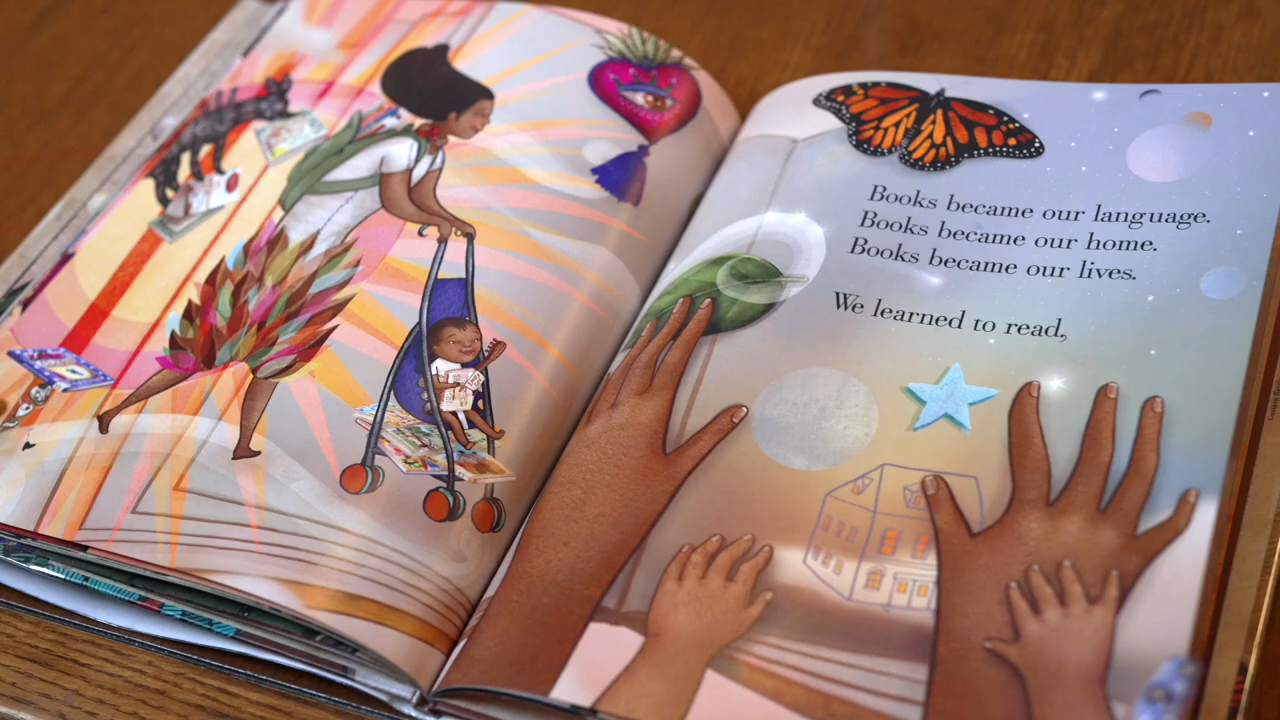 Books became our language.
Books became our home.
Books became our lives.
We learned to read,